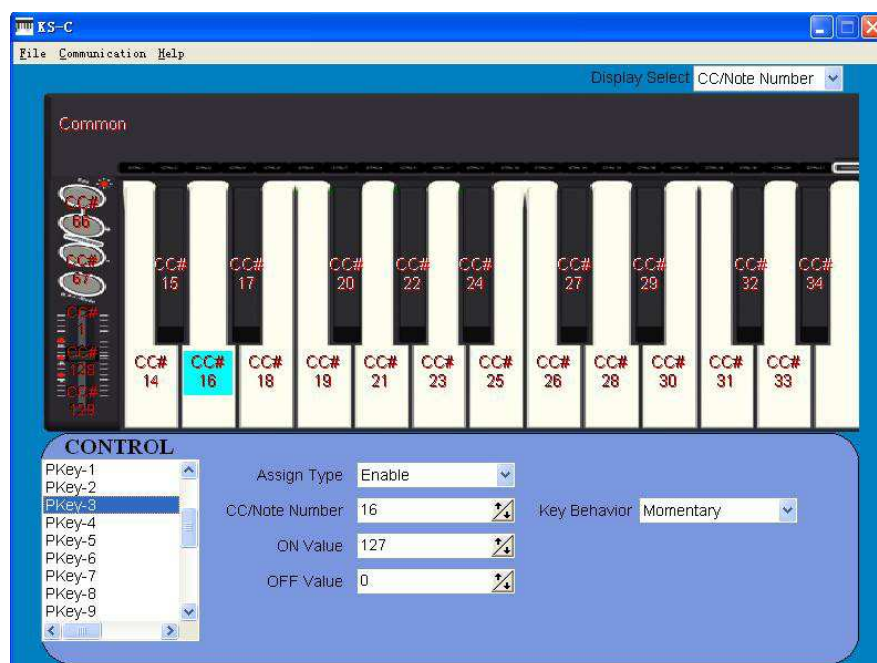 KS-C
File Communication Help
Display Select CC/Note Number
Common
CC#
66
CC#
67
CC#
1
CC#
128
CC#
129
CC#
15
CC#
17
CC#
20
CC#
22
CC#
24
CC#
27
CC#
29
CC#
32
CC#
34
CC#
14
CC#
16
CC#
18
CC#
19
CC#
21
CC#
23
CC#
25
CC#
26
CC#
28
CC#
30
CC#
31
CC#
33
CONTROL
PKey-1
PKey-2
PKey-3
PKey-4
PKey-5
PKey-6
PKey-7
PKey-8
PKey-9
Assign Type Enable
CC/Note Number 16
Key Behavior Momentary
ON Value 127
OFF Value 0